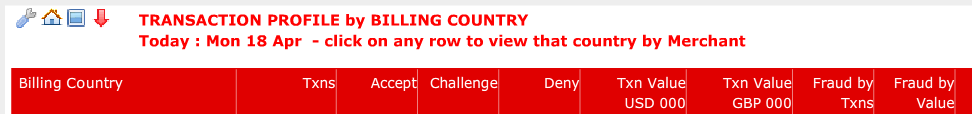 TRANSACTION PROFILE by BILLING COUNTRY
Today : Mon 18 Apr - click on any row to view that country by Merchant
Billing Country Txns Accept Challenge Deny Txn Value USD 000 Txn Value GBP 000 Fraud by Txns Fraud by Value